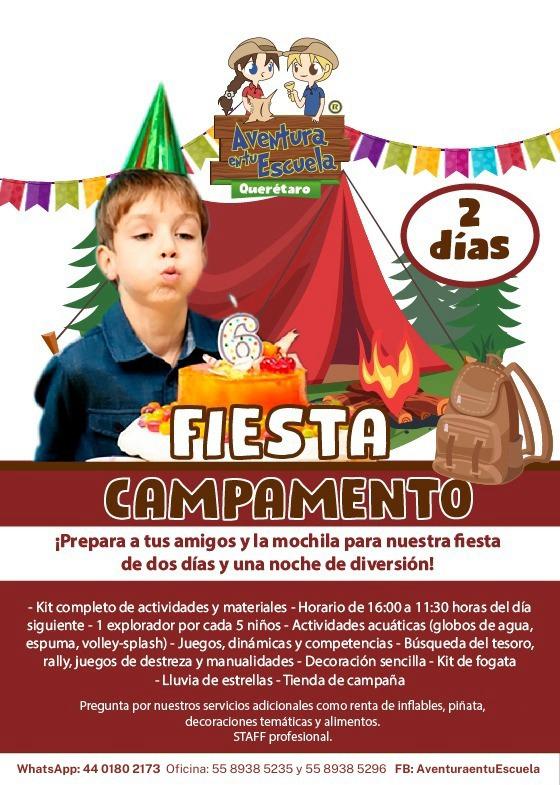 ®
Aventura
en tu Escuela
Querétaro
2
días
6
FIESTA
CAMPAMENTO
¡Prepara a tus amigos y la mochila para nuestra fiesta
de dos días y una noche de diversión!
- Kit completo de actividades y materiales - Horario de 16:00 a 11:30 horas del día
siguiente - 1 explorador por cada 5 niños - Actividades acuáticas (globos de agua,
espuma, volley-splash) - Juegos, dinámicas y competencias - Búsqueda del tesoro,
rally, juegos de destreza y manualidades - Decoración sencilla - Kit de fogata
- Lluvia de estrellas - Tienda de campaña
Pregunta por nuestros servicios adicionales como renta de inflables, piñata,
decoraciones temáticas y alimentos.
STAFF profesional.
WhatsApp: 44 0180 2173 Oficina: 55 8938 5235 y 55 8938 5296 FB: AventuraentuEscuela